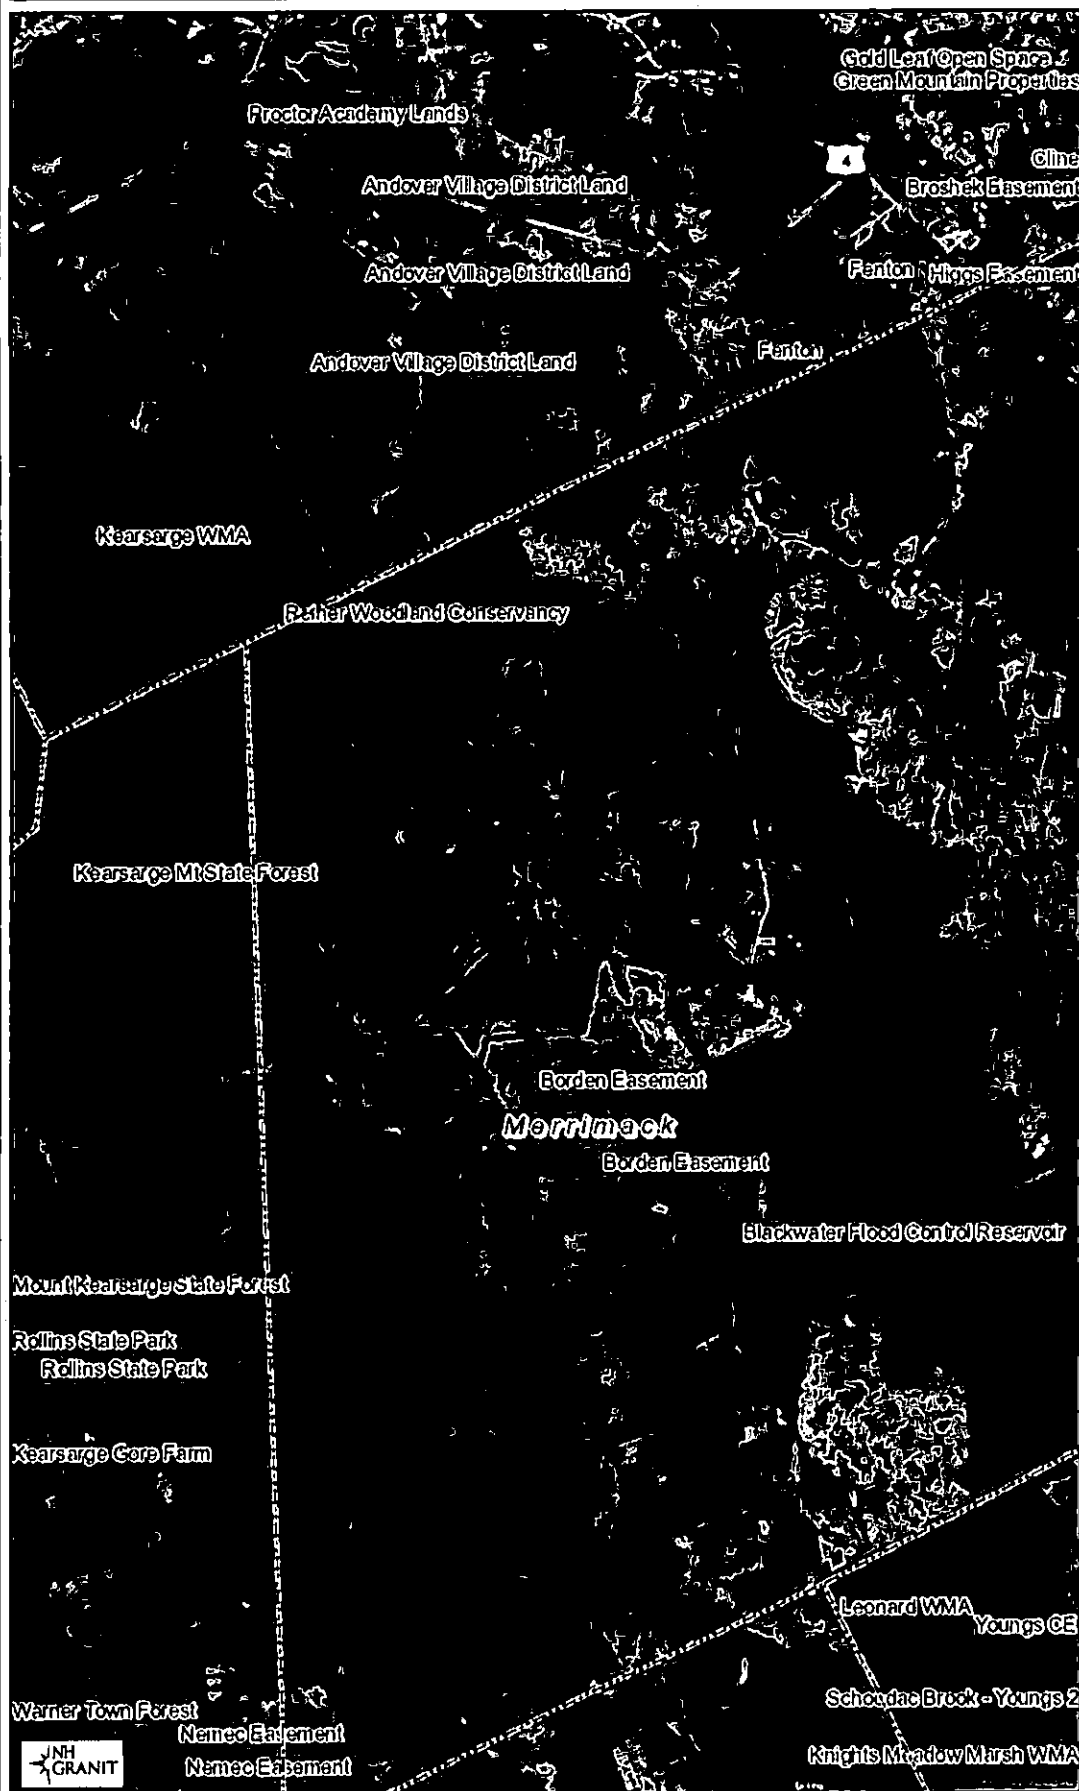 Gold Leaf Open Space 2
Green Mountain Properties
Proctor Academy Lands
4
Cline
Andover Village District Land
Broshek Easement
Andover Village District Land
Fenton
Higgs Easement
Fenton
Andover Village District Land
Kearsarge WMA
Woodland Conservancy
Kearsarge Mt State Forest
Borden Easement
Merrimack
Borden Easement
Blackwater Flood Control Reservoir
Mount Kearsarge State Forest
Rollins State Park
Rollins State Park
Kearsarge Gore Farm
Leonard WMA
Youngs CE
Schoodac Brook - Youngs 2
Warner Town Forest
Nemec Easement
Knights Meadow Marsh WMA
Nemec Easement
NH
GRANIT